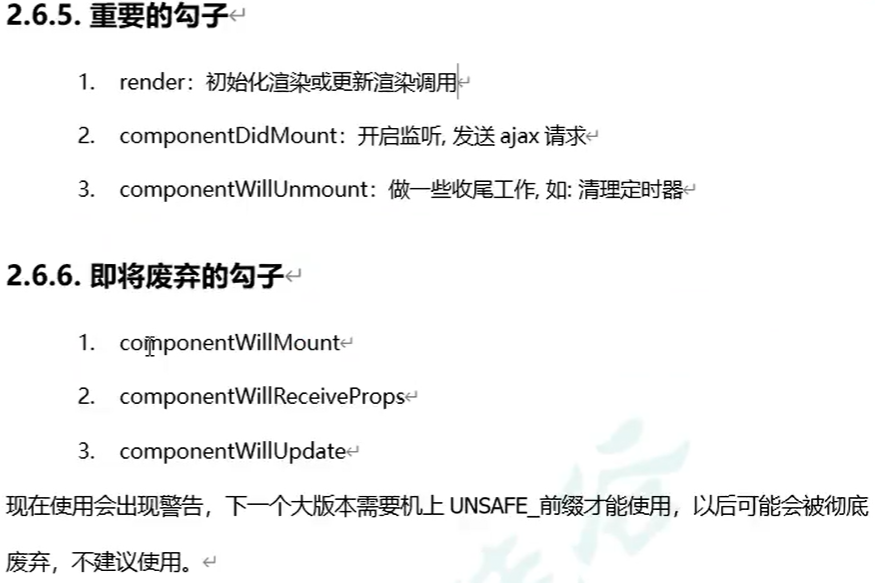 2.6.5. 重要的勾子
1. render：初始化渲染或更新渲染调用
2. componentDidMount：开启监听, 发送 ajax 请求
3. componentWillUnmount：做一些收尾工作, 如: 清理定时器
2.6.6. 即将废弃的勾子
1. componentWillMount
2. componentWillReceiveProps
3. componentWillUpdate
现在使用会出现警告，下一个大版本需要机上 UNSAFE_前缀才能使用，以后可能会被彻底
废弃，不建议使用。